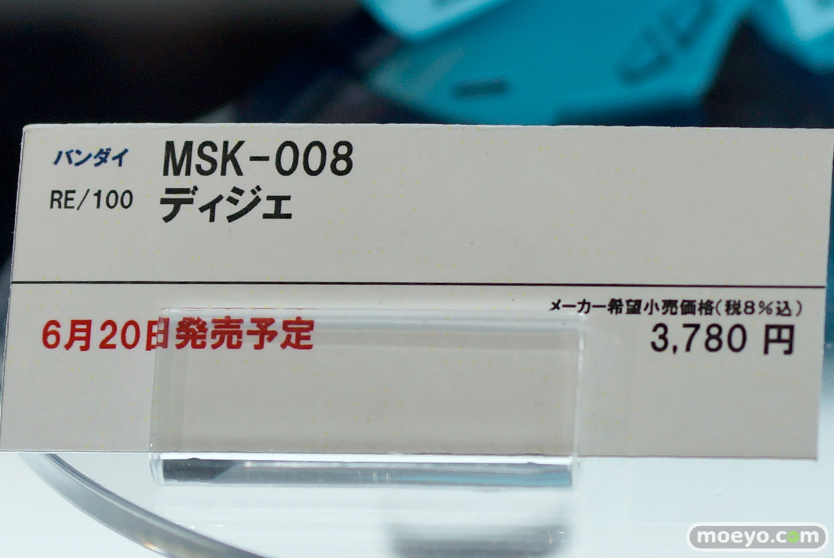 バンダイ MSK-008
RE/100 ディジェ
メーカー希望小売価格(税8%込)
6月20日発売予定 3,780 円
moeyo.com